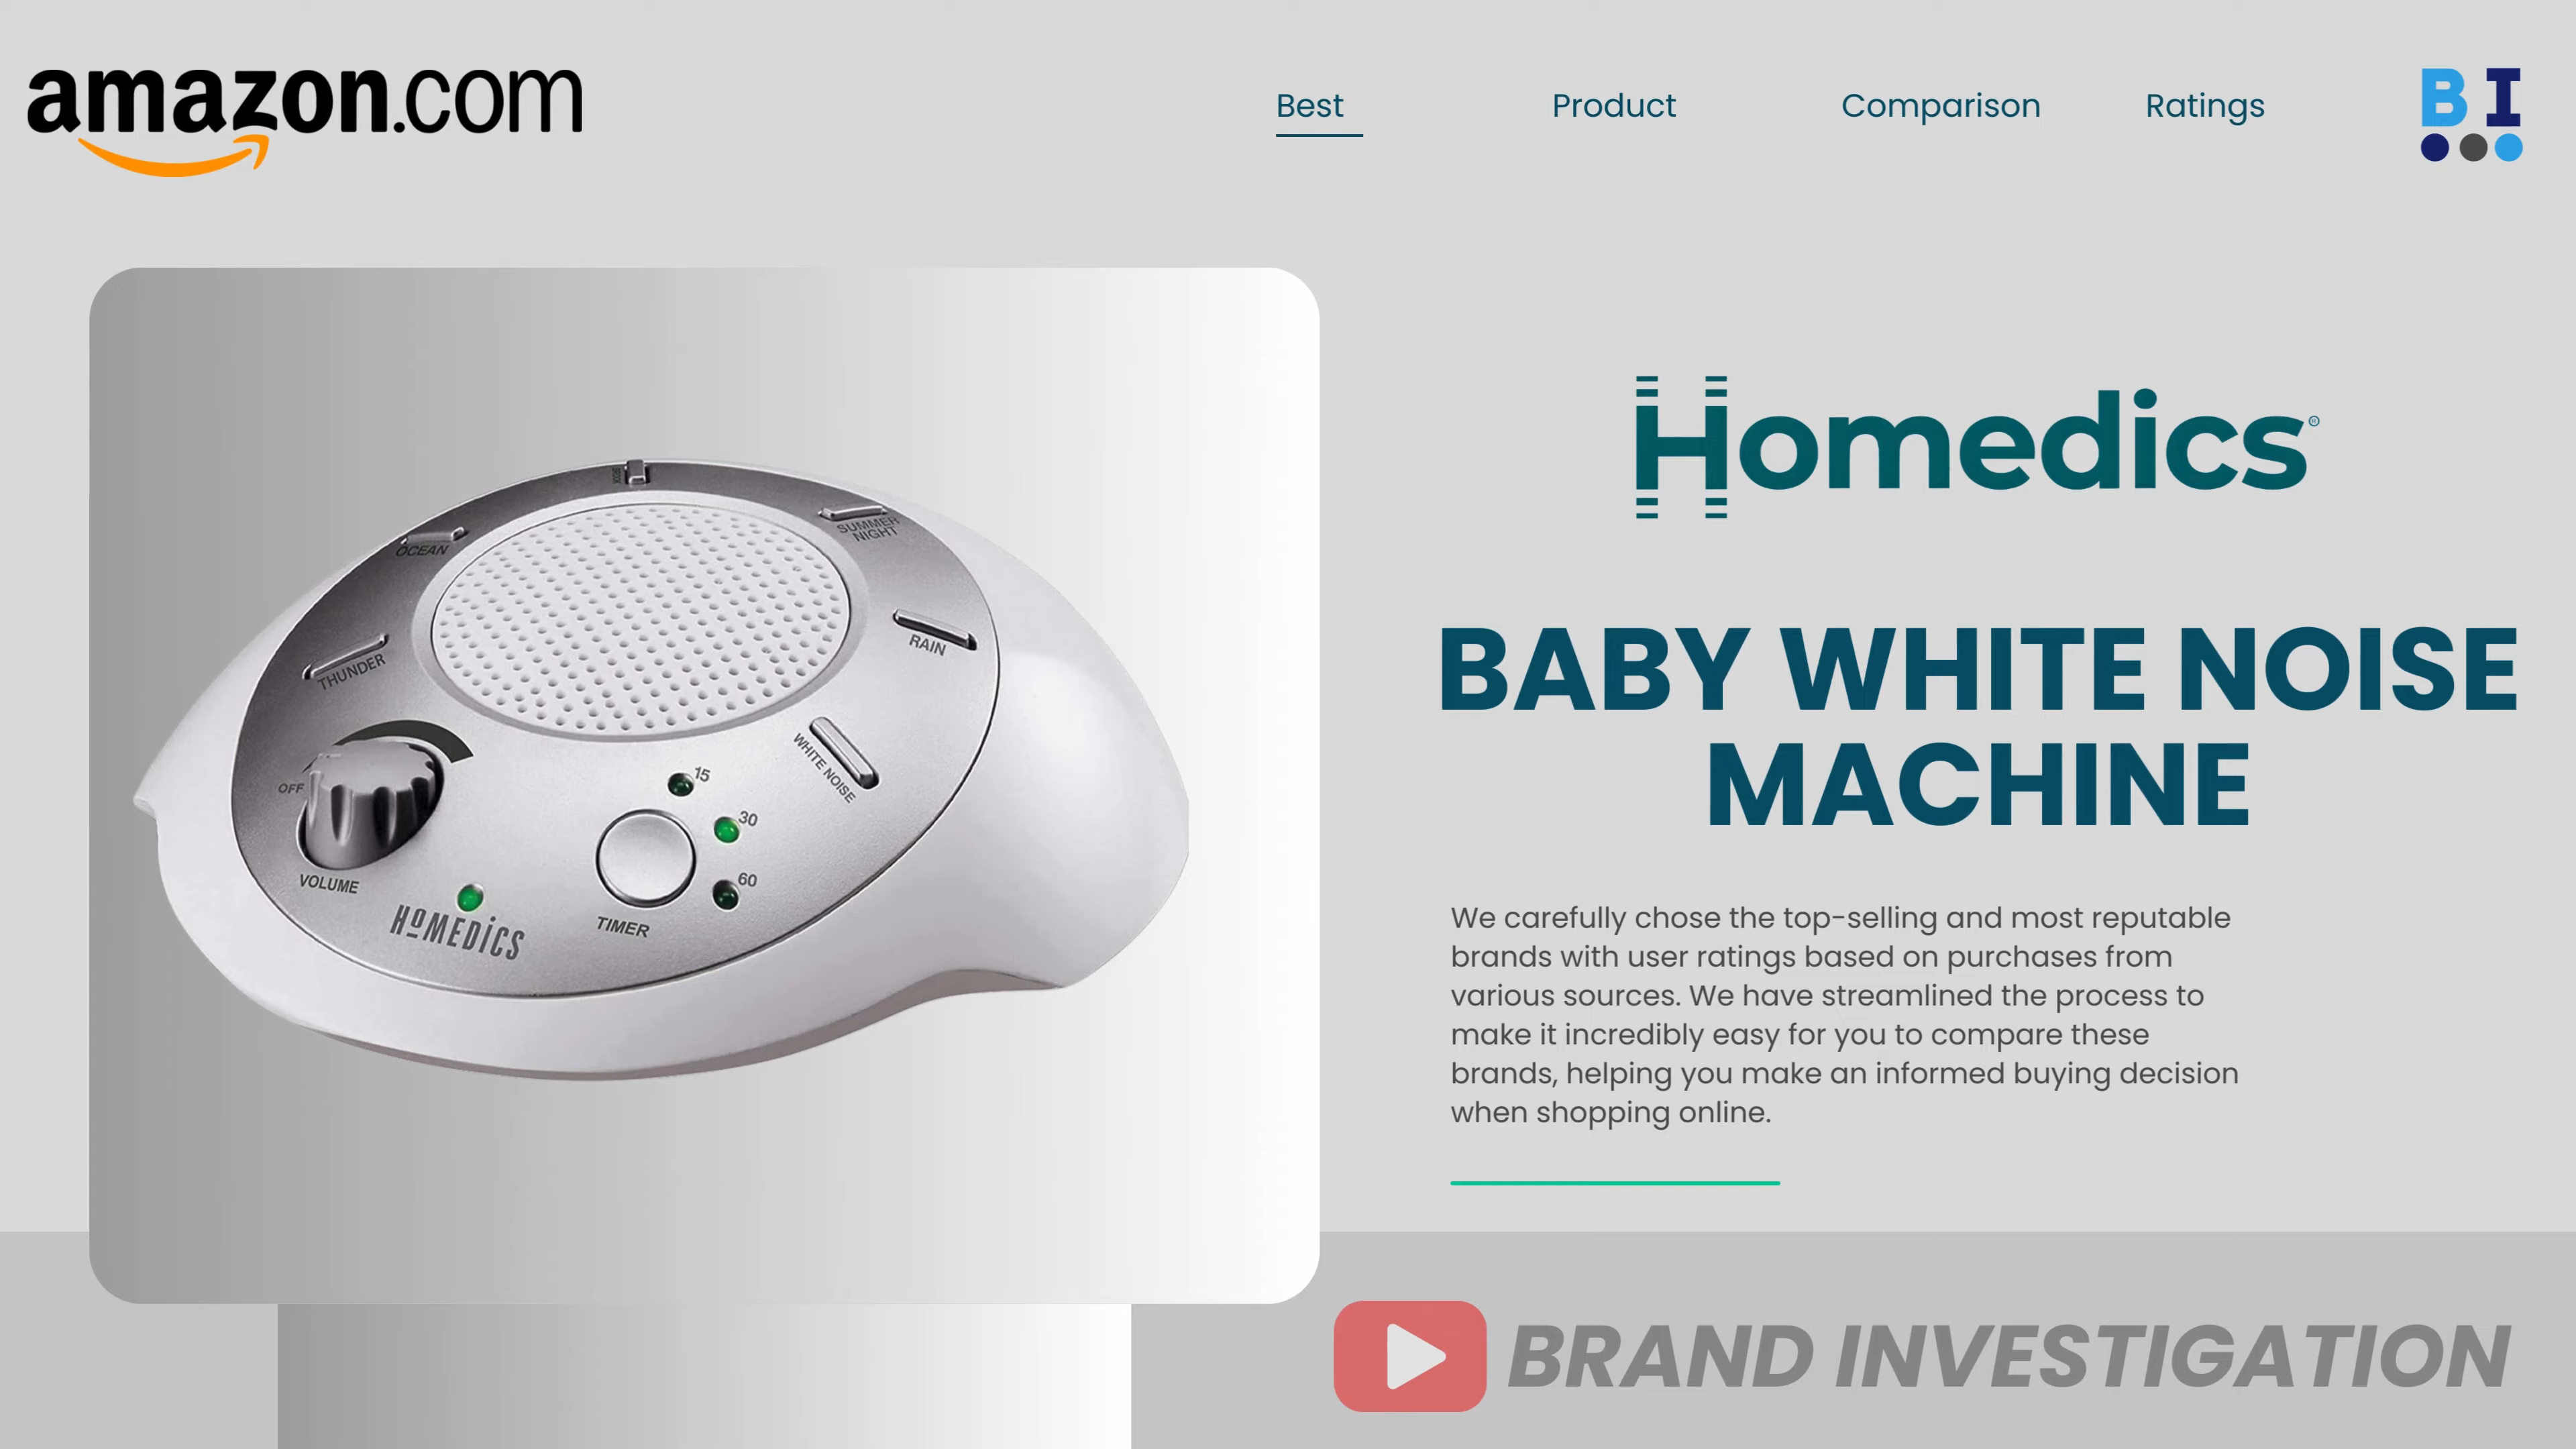 amazon.com
Best Product Comparison Ratings
BI
Homedics®
BABY WHITE NOISE
MACHINE
We carefully chose the top-selling and most reputable
brands with user ratings based on purchases from
various sources. We have streamlined the process to
make it incredibly easy for you to compare these
brands, helping you make an informed buying decision
when shopping online.
SUMMER
NIGHT
OCEAN
RAIN
THUNDER
WHITE NOISE
OFF
VOLUME
15
30
60
TIMER
HOMEDICS
BRAND INVESTIGATION